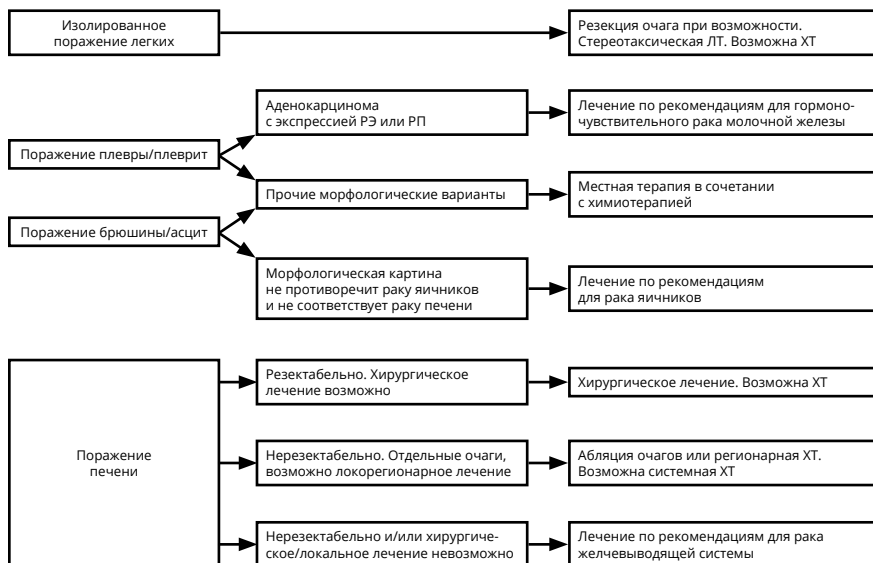 Изолированное
поражение легких
Резекция очага при возможности.
Стереотаксическая ЛТ. Возможна ХТ
Аденокарцинома
с экспрессией РЭ или РП
Лечение по рекомендациям для гормоно-
чувствительного рака молочной железы
Поражение плевры/плеврит
Прочие морфологические варианты
Местная терапия в сочетании
с химиотерапией
Поражение брюшины/асцит
Морфологическая картина
не противоречит раку яичников
и не соответствует раку печени
Лечение по рекомендациям
для рака яичников
Резектабельно. Хирургическое
лечение возможно
Хирургическое лечение. Возможна ХТ
Поражение
печени
Нерезектабельно. Отдельные очаги,
возможно локорегионарное лечение
Абляция очагов или регионарная ХТ.
Возможна системная ХТ
Нерезектабельно и/или хирургиче-
ское/локальное лечение невозможно
Лечение по рекомендациям для рака
желчевыводящей системы